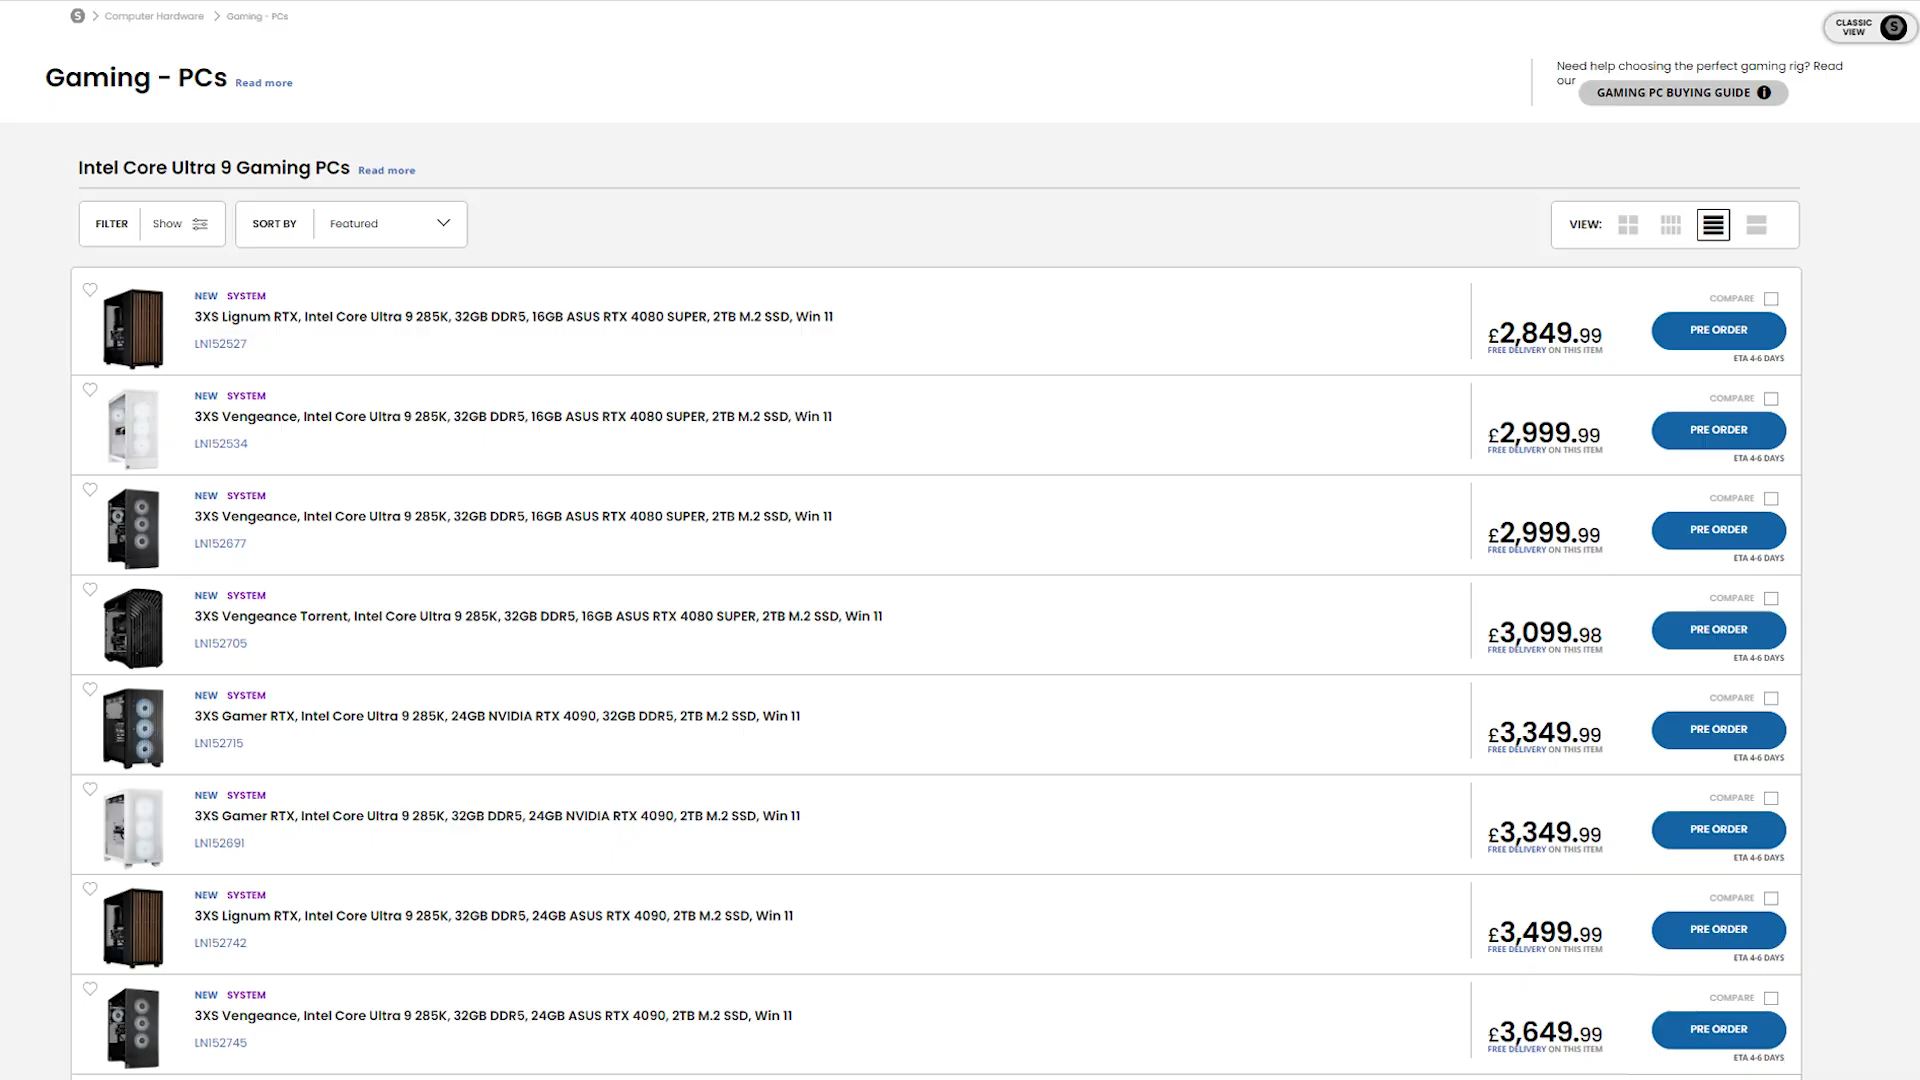 S > Computer Hardware > Gaming - PCs
CLASSIC
VIEW S
Gaming - PCs Read more
Need help choosing the perfect gaming rig? Read
our GAMING PC BUYING GUIDE i
Intel Core Ultra 9 Gaming PCs Read more
FILTER Show SORT BY Featured VIEW:
NEW SYSTEM
3XS Lignum RTX, Intel Core Ultra 9 285K, 32GB DDR5, 16GB ASUS RTX 4080 SUPER, 2TB M.2 SSD, Win 11
LN152527
£2,849.99
FREE DELIVERY ON THIS ITEM
COMPARE
PRE ORDER
ETA 4-6 DAYS
NEW SYSTEM
3XS Vengeance, Intel Core Ultra 9 285K, 32GB DDR5, 16GB ASUS RTX 4080 SUPER, 2TB M.2 SSD, Win 11
LN152534
£2,999.99
FREE DELIVERY ON THIS ITEM
COMPARE
PRE ORDER
ETA 4-6 DAYS
NEW SYSTEM
3XS Vengeance, Intel Core Ultra 9 285K, 32GB DDR5, 16GB ASUS RTX 4080 SUPER, 2TB M.2 SSD, Win 11
LN152677
£2,999.99
FREE DELIVERY ON THIS ITEM
COMPARE
PRE ORDER
ETA 4-6 DAYS
NEW SYSTEM
3XS Vengeance Torrent, Intel Core Ultra 9 285K, 32GB DDR5, 16GB ASUS RTX 4080 SUPER, 2TB M.2 SSD, Win 11
LN152705
£3,099.98
FREE DELIVERY ON THIS ITEM
COMPARE
PRE ORDER
ETA 4-6 DAYS
NEW SYSTEM
3XS Gamer RTX, Intel Core Ultra 9 285K, 24GB NVIDIA RTX 4090, 32GB DDR5, 2TB M.2 SSD, Win 11
LN152715
£3,349.99
FREE DELIVERY ON THIS ITEM
COMPARE
PRE ORDER
ETA 4-6 DAYS
NEW SYSTEM
3XS Gamer RTX, Intel Core Ultra 9 285K, 32GB DDR5, 24GB NVIDIA RTX 4090, 2TB M.2 SSD, Win 11
LN152691
£3,349.99
FREE DELIVERY ON THIS ITEM
COMPARE
PRE ORDER
ETA 4-6 DAYS
NEW SYSTEM
3XS Lignum RTX, Intel Core Ultra 9 285K, 32GB DDR5, 24GB ASUS RTX 4090, 2TB M.2 SSD, Win 11
LN152742
£3,499.99
FREE DELIVERY ON THIS ITEM
COMPARE
PRE ORDER
ETA 4-6 DAYS
NEW SYSTEM
3XS Vengeance, Intel Core Ultra 9 285K, 32GB DDR5, 24GB ASUS RTX 4090, 2TB M.2 SSD, Win 11
LN152745
£3,649.99
FREE DELIVERY ON THIS ITEM
COMPARE
PRE ORDER
ETA 4-6 DAYS